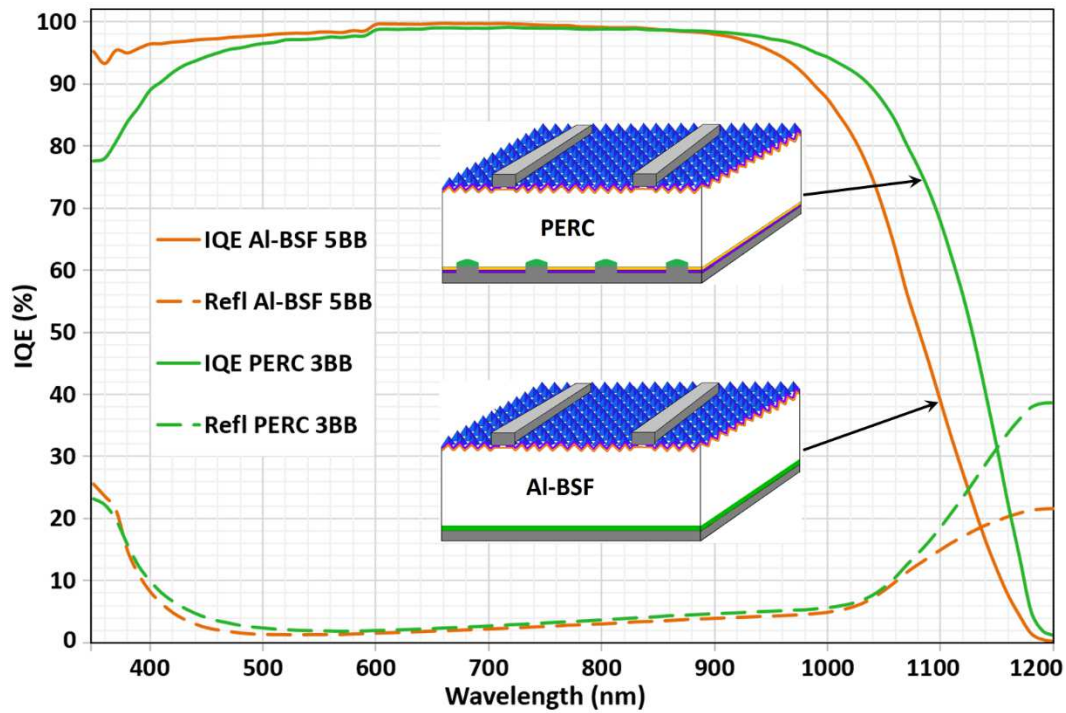 100
90
80
70
60
50
40
30
20
10
0
IQE (%)
IQE Al-BSF 5BB
Refl Al-BSF 5BB
IQE PERC 3BB
Refl PERC 3BB
PERC
Al-BSF
400 500 600 700 800 900 1000 1100 1200
Wavelength (nm)